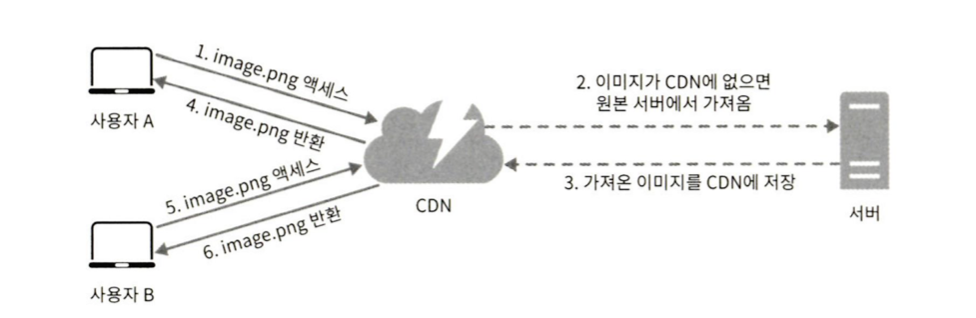 1. image.png 액세스
4. image.png 반환
사용자 A
2. 이미지가 CDN에 없으면
원본 서버에서 가져옴
3. 가져온 이미지를 CDN에 저장
CDN
서버
5. image.png 액세스
6. image.png 반환
사용자 B